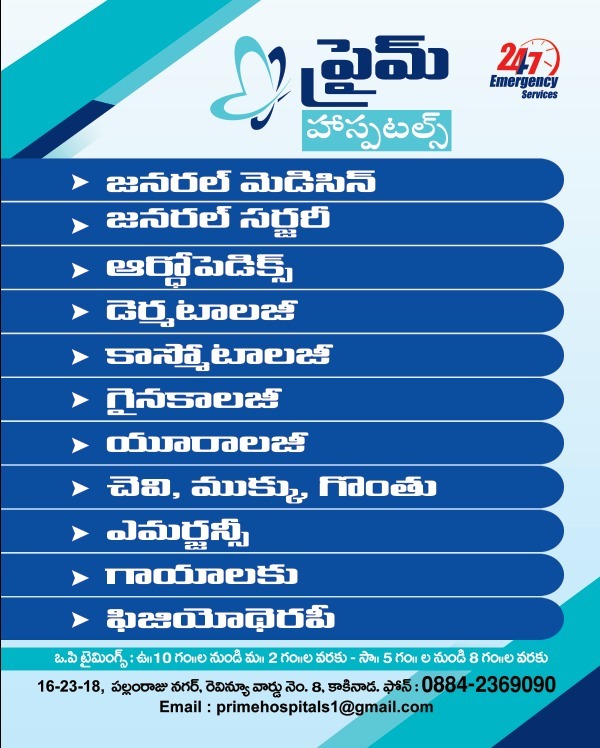 ప్రైమ్
హాస్పటల్స్
24+7
Emergency
Services
జనరల్ మెడిసిన్
జనరల్ సర్జరీ
ఆర్థోపెడిక్స్
డెర్మటాలజీ
కాస్మోటాలజీ
గైనకాలజీ
యూరాలజీ
చెవి, ముక్కు, గొంతు
ఎమర్జన్సీ
గాయాలకు
ఫిజియోథెరపీ
ఒ.పి టైమింగ్స్ : ఉ॥10 గం॥ల నుండి మ॥ 2 గం॥ల వరకు - సా॥ 5 గం॥ ల నుండి 8 గం॥ల వరకు
16-23-18, పల్లంరాజు నగర్, రెవిన్యూ వార్డు నెం. 8, కాకినాడ. ఫోన్ : 0884-2369090
Email : primehospitals1@gmail.com